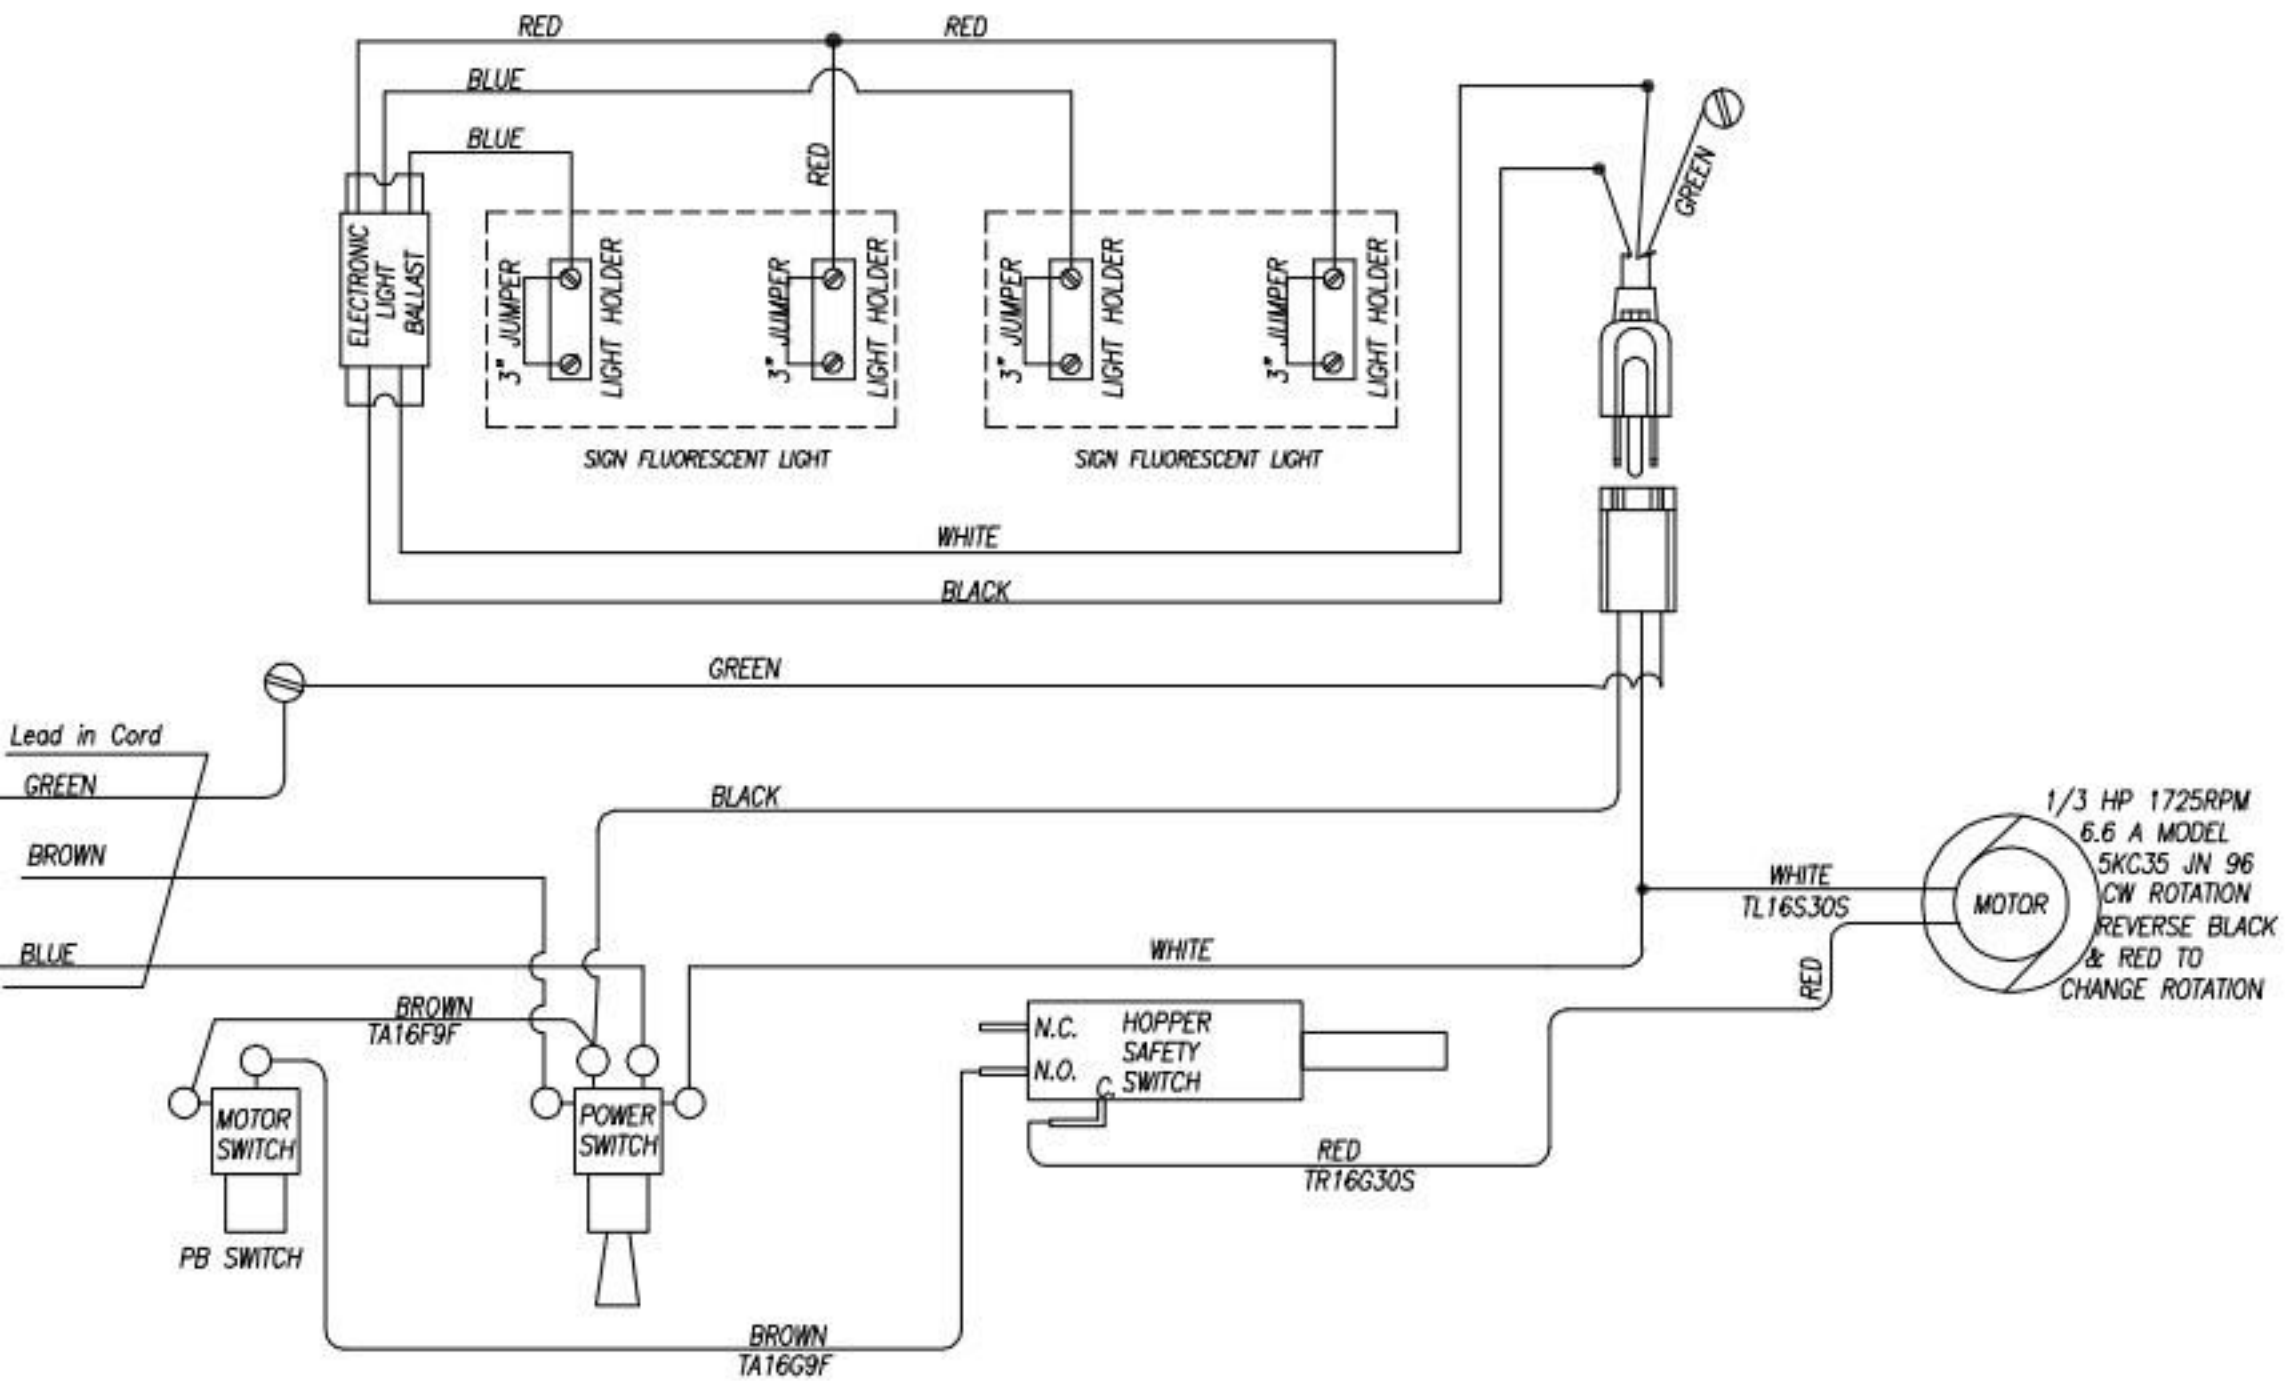 RED
RED
BLUE
BLUE
RED
GREEN
ELECTRONIC
LIGHT
BALLAST
3" JUMPER
LIGHT HOLDER
3" JUMPER
LIGHT HOLDER
3" JUMPER
LIGHT HOLDER
3" JUMPER
LIGHT HOLDER
SIGN FLUORESCENT LIGHT
SIGN FLUORESCENT LIGHT
WHITE
BLACK
GREEN
Lead in Cord
GREEN
BLACK
BROWN
BLUE
WHITE
WHITE
TL16S30S
RED
MOTOR
1/3 HP 1725RPM
6.6 A MODEL
5KC35 JN 96
CW ROTATION
REVERSE BLACK
& RED TO
CHANGE ROTATION
BROWN
TA16F9F
N.C.
N.O.
C
HOPPER
SAFETY
SWITCH
MOTOR
SWITCH
POWER
SWITCH
RED
TR16G30S
PB SWITCH
BROWN
TA16G9F